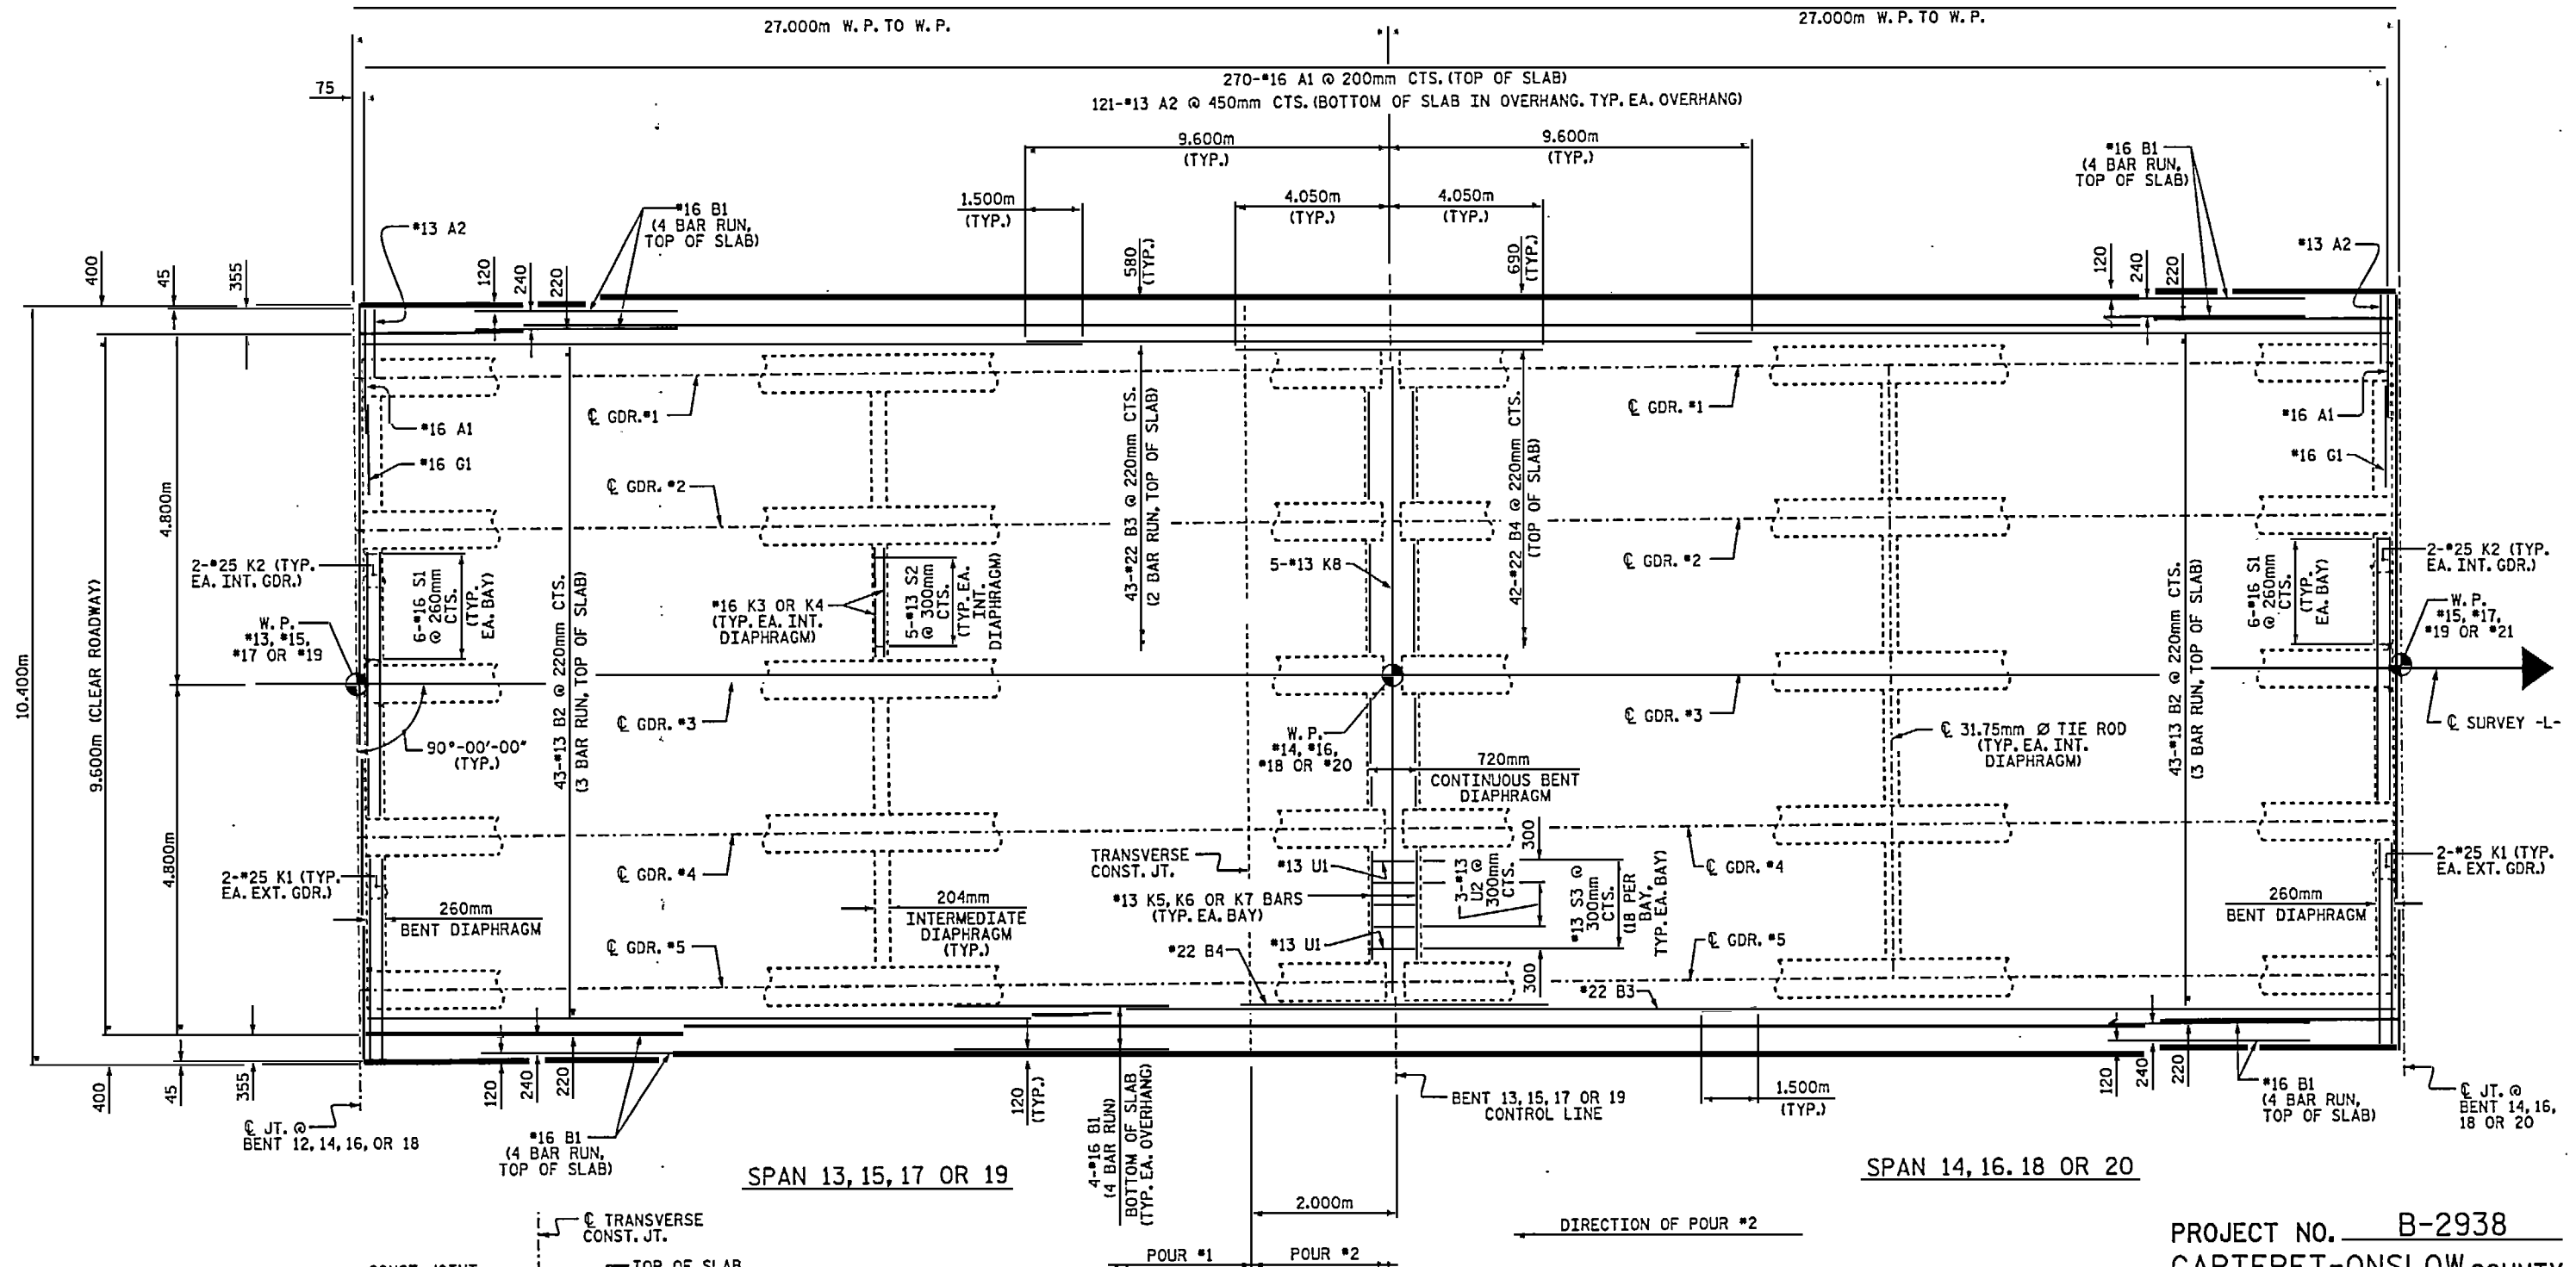 27.000m W.P. TO W.P.
27.000m W.P. TO W.P.
270-#16 A1 @ 200mm CTS. (TOP OF SLAB)
75
121-#13 A2 @ 450mm CTS. (BOTTOM OF SLAB IN OVERHANG. TYP. EA. OVERHANG)
9.600m
(TYP.)
9.600m
(TYP.)
#16 B1
(4 BAR RUN,
TOP OF SLAB)
1.500m
(TYP.)
4.050m
(TYP.)
4.050m
(TYP.)
#16 B1
(4 BAR RUN,
TOP OF SLAB)
#13 A2
#13 A2
400
45
355
120
240
220
580
(TYP.)
690
(TYP.)
120
240
220
℄ GDR. #1
℄ GDR. #1
#16 A1
#16 A1
#16 G1
#16 G1
℄ GDR. #2
℄ GDR. #2
10.400m
9.600m (CLEAR ROADWAY)
4.800m
4.800m
2-#25 K2 (TYP.
EA. INT. GDR.)
6-#16 S1
@ 260mm
CTS.
(TYP.
EA. BAY)
43-#13 B2 @ 220mm CTS.
(3 BAR RUN, TOP OF SLAB)
#16 K3 OR K4
(TYP. EA. INT.
DIAPHRAGM)
5-#13 S2
@ 300mm
CTS.
(TYP. EA.
INT.
DIAPHRAGM)
43-#22 B3 @ 220mm CTS.
(2 BAR RUN, TOP OF SLAB)
5-#13 K8
42-#22 B4 @ 220mm CTS.
(TOP OF SLAB)
43-#13 B2 @ 220mm CTS.
(3 BAR RUN, TOP OF SLAB)
6-#16 S1
@ 260mm
CTS.
(TYP.
EA. BAY)
2-#25 K2 (TYP.
EA. INT. GDR.)
W.P.
#13, #15,
#17 OR #19
W.P.
#15, #17,
#19 OR #21
℄ GDR. #3
℄ GDR. #3
90°-00'-00"
(TYP.)
W.P.
#14, #16,
#18 OR #20
℄ 31.75mm Ø TIE ROD
(TYP. EA. INT.
DIAPHRAGM)
℄ SURVEY -L-
720mm
CONTINUOUS BENT
DIAPHRAGM
2-#25 K1 (TYP.
EA. EXT. GDR.)
℄ GDR. #4
TRANSVERSE
CONST. JT.
#13 U1
300
3-#13
U2 @
300mm
CTS.
#13 S3 @
300mm
CTS.
(18 PER
BAY,
TYP. EA. BAY)
℄ GDR. #4
2-#25 K1 (TYP.
EA. EXT. GDR.)
260mm
BENT DIAPHRAGM
204mm
INTERMEDIATE
DIAPHRAGM
(TYP.)
#13 K5, K6 OR K7 BARS
(TYP. EA. BAY)
260mm
BENT DIAPHRAGM
℄ GDR. #5
#22 B4
#13 U1
300
#22 B3
℄ GDR. #5
400
45
355
120
240
220
120
(TYP.)
4-#16 B1
(4 BAR RUN)
BOTTOM OF SLAB
(TYP. EA. OVERHANG)
1.500m
(TYP.)
120
240
220
℄ JT. @
BENT 12, 14, 16, OR 18
#16 B1
(4 BAR RUN,
TOP OF SLAB)
BENT 13, 15, 17 OR 19
CONTROL LINE
#16 B1
(4 BAR RUN,
TOP OF SLAB)
℄ JT. @
BENT 14, 16,
18 OR 20
SPAN 13, 15, 17 OR 19
SPAN 14, 16. 18 OR 20
2.000m
DIRECTION OF POUR #2
℄ TRANSVERSE
CONST. JT.
POUR #1
POUR #2
PROJECT NO. B-2938
TOP OF SLAB
CARTERET-ONSLOW COUNTY